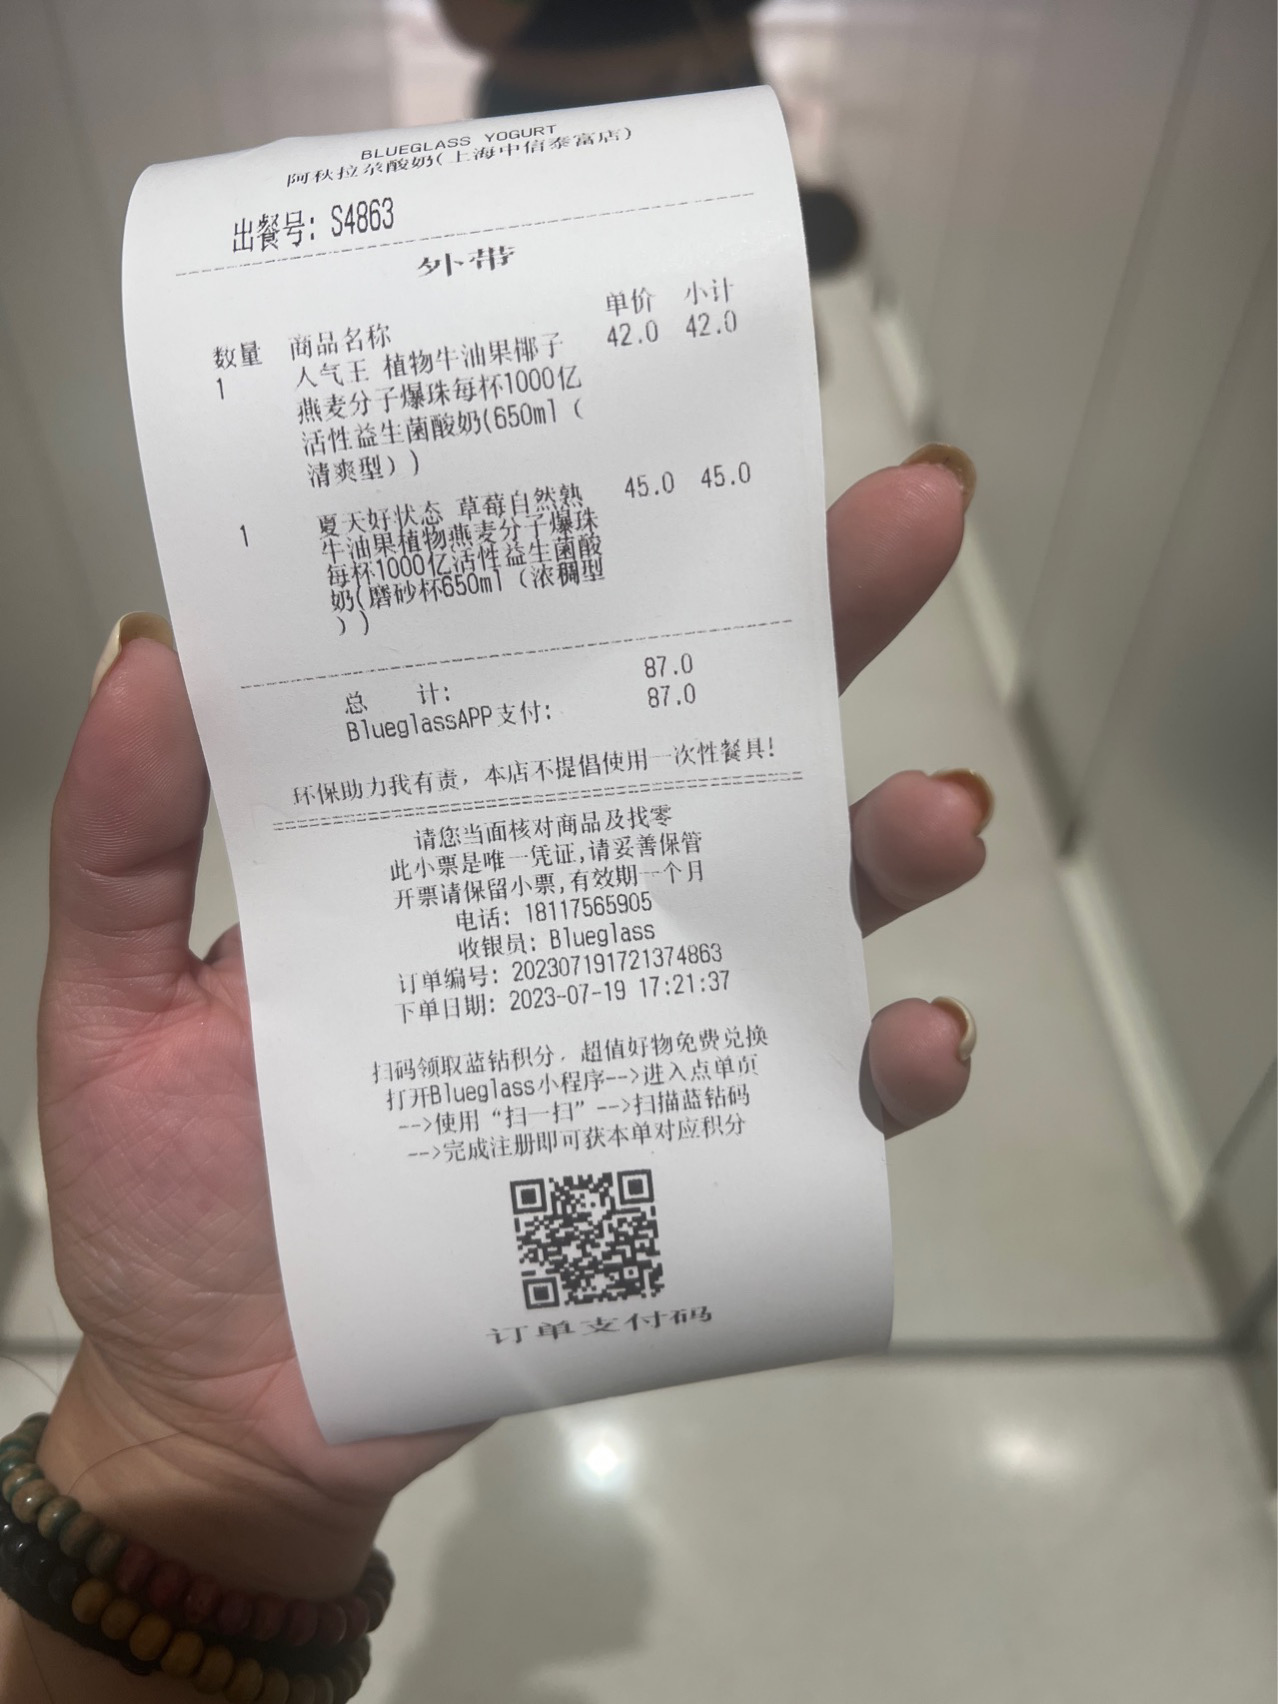 BLUEGLASS YOGURT
阿秋拉尕酸奶(上海中信泰富店)
出餐号: S4863
外带
数量 商品名称 单价 小计
1 人气王 植物牛油果椰子 42.0 42.0
燕麦分子爆珠每杯1000亿
活性益生菌酸奶(650ml（
清爽型）)
1 夏天好状态 草莓自然熟 45.0 45.0
牛油果植物燕麦分子爆珠
每杯1000亿活性益生菌酸
奶(磨砂杯650ml（浓稠型
）)
总 计: 87.0
BlueglassAPP支付: 87.0
环保助力我有责，本店不提倡使用一次性餐具!
请您当面核对商品及找零
此小票是唯一凭证,请妥善保管
开票请保留小票,有效期一个月
电话: 18117565905
收银员: Blueglass
订单编号: 202307191721374863
下单日期: 2023-07-19 17:21:37
扫码领取蓝钻积分，超值好物免费兑换
打开Blueglass小程序-->进入点单页
-->使用“扫一扫”-->扫描蓝钻码
-->完成注册即可获本单对应积分
订单支付码